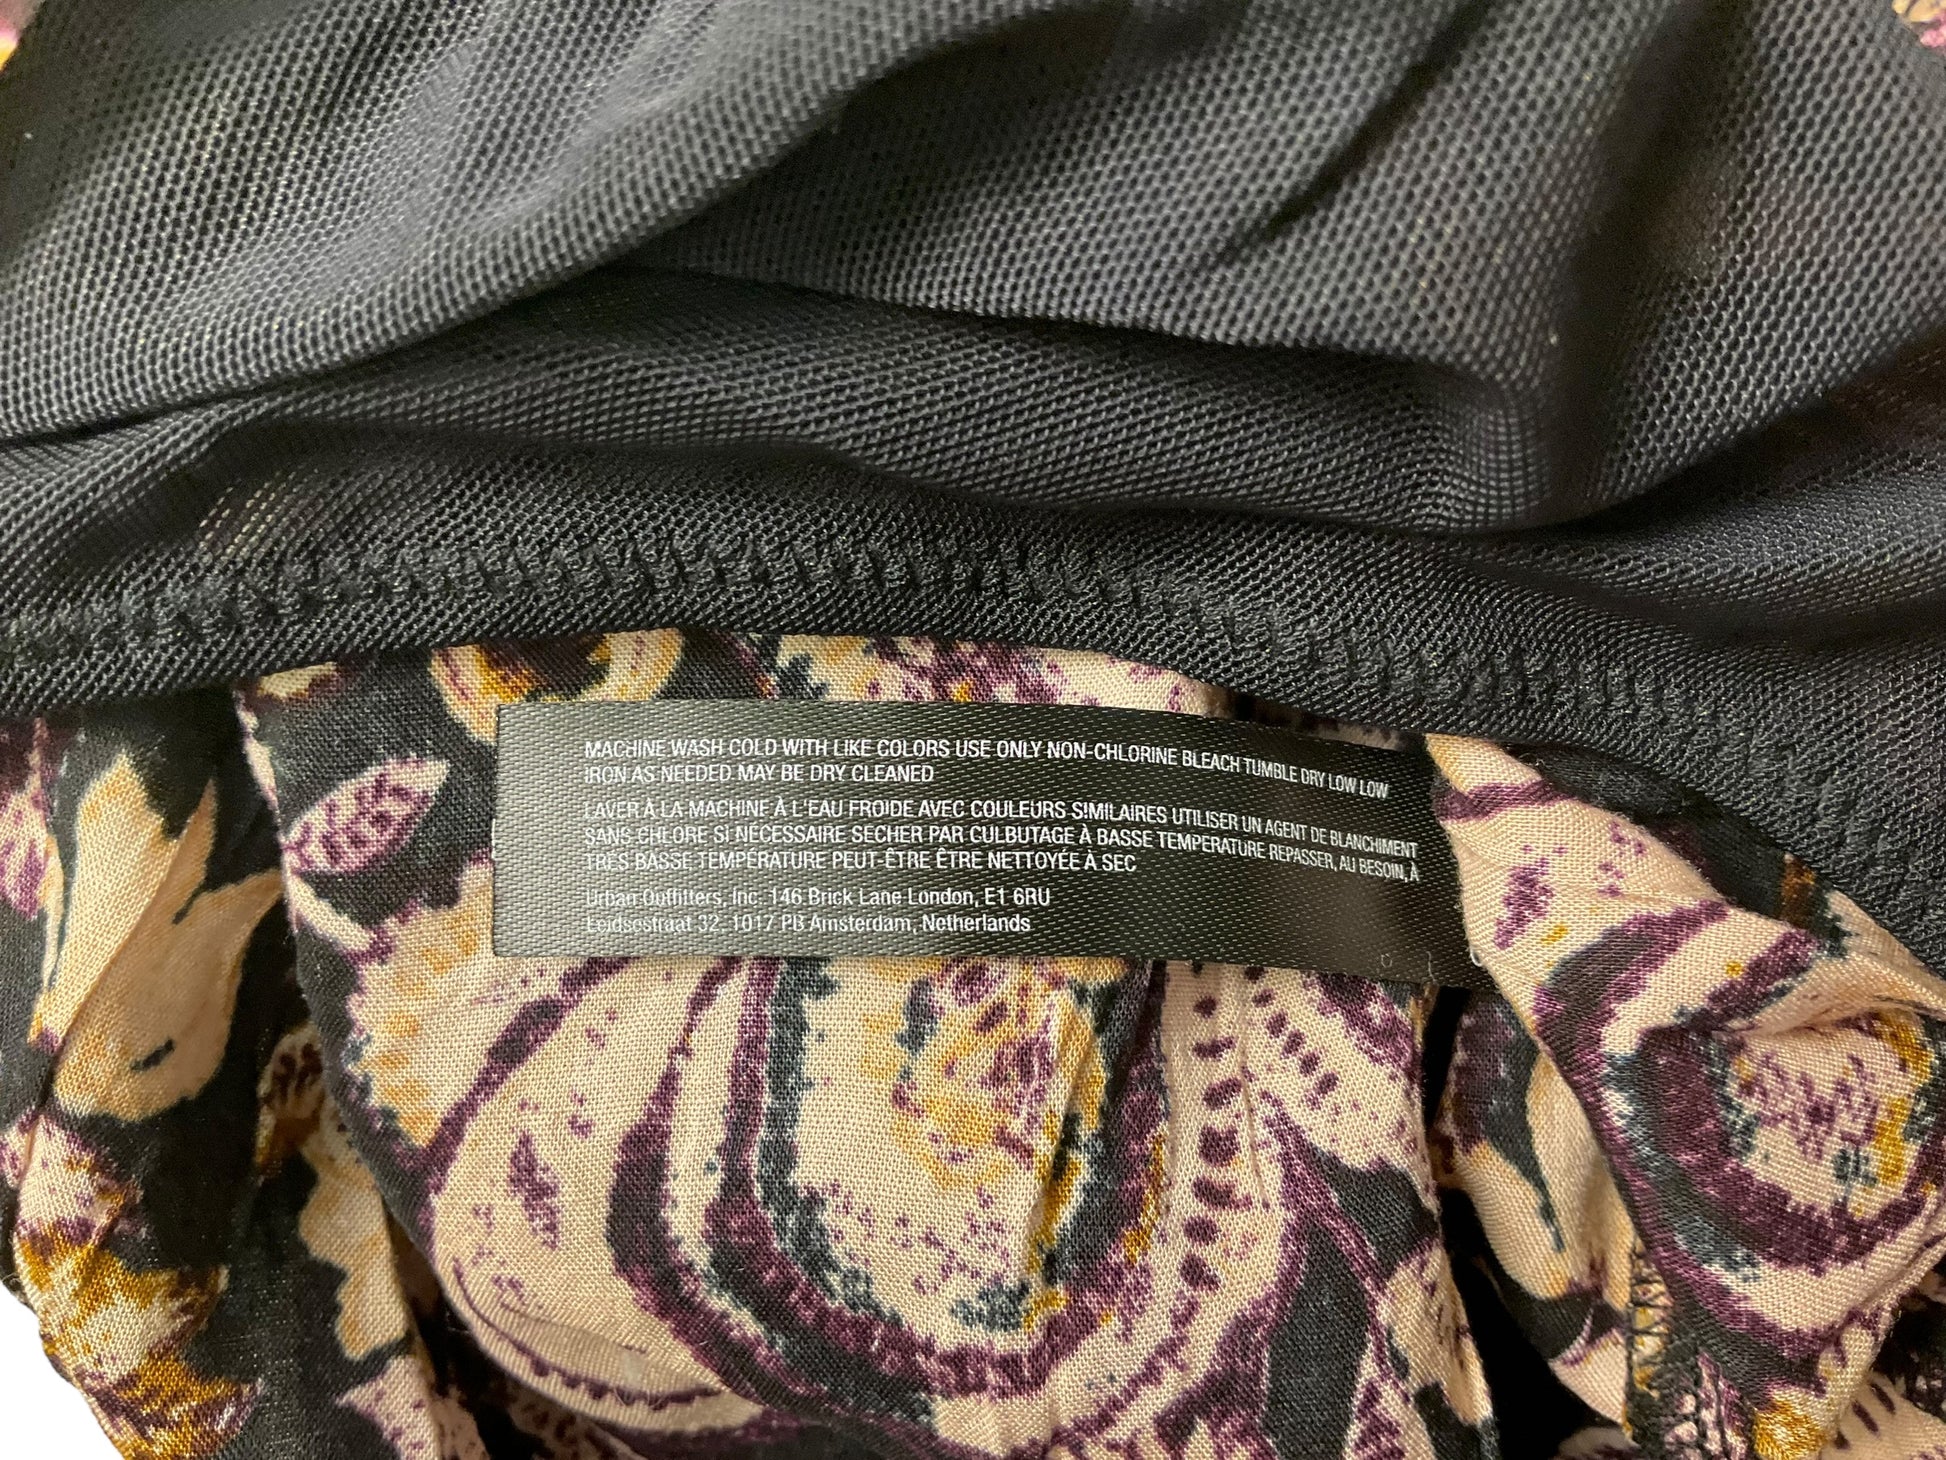 MACHINE WASH COLD WITH LIKE COLORS USE ONLY NON-CHLORINE BLEACH TUMBLE DRY LOW LOW
IRON AS NEEDED MAY BE DRY CLEANED
LAVER À LA MACHINE À L'EAU FROIDE AVEC COULEURS SIMILAIRES UTILISER UN AGENT DE BLANCHIMENT
SANS CHLORE SI NÉCESSAIRE SÉCHER PAR CULBUTAGE À BASSE TEMPÉRATURE REPASSER, AU BESOIN, À
TRÈS BASSE TEMPÉRATURE PEUT-ÊTRE ÊTRE NETTOYÉE À SEC
Urban Outfitters, Inc. 146 Brick Lane London, E1 6RU
Leidsestraat 32, 1017 PB Amsterdam, Netherlands